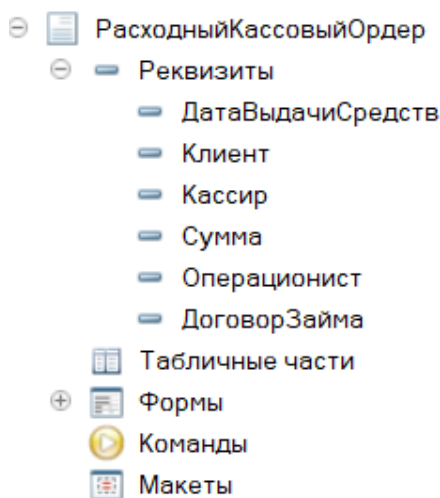 РасходныйКассовыйОрдер
Реквизиты
ДатаВыдачиСредств
Клиент
Кассир
Сумма
Операционист
ДоговорЗайма
Табличные части
Формы
Команды
Макеты